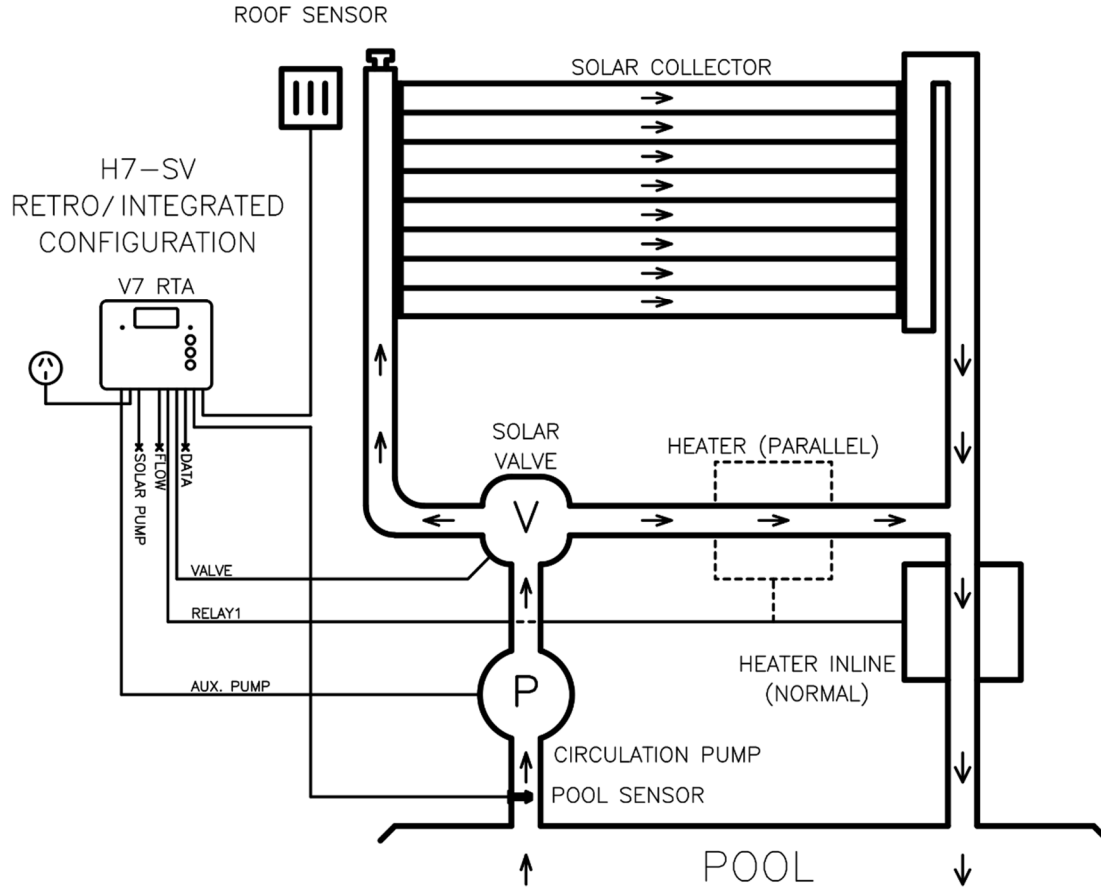 ROOF SENSOR
SOLAR COLLECTOR
H7-SV
RETRO/INTEGRATED
CONFIGURATION
V7 RTA
SOLAR PUMP
FLOW
DATA
SOLAR
VALVE
V
HEATER (PARALLEL)
VALVE
RELAY1
HEATER INLINE
(NORMAL)
AUX. PUMP
P
CIRCULATION PUMP
POOL SENSOR
POOL